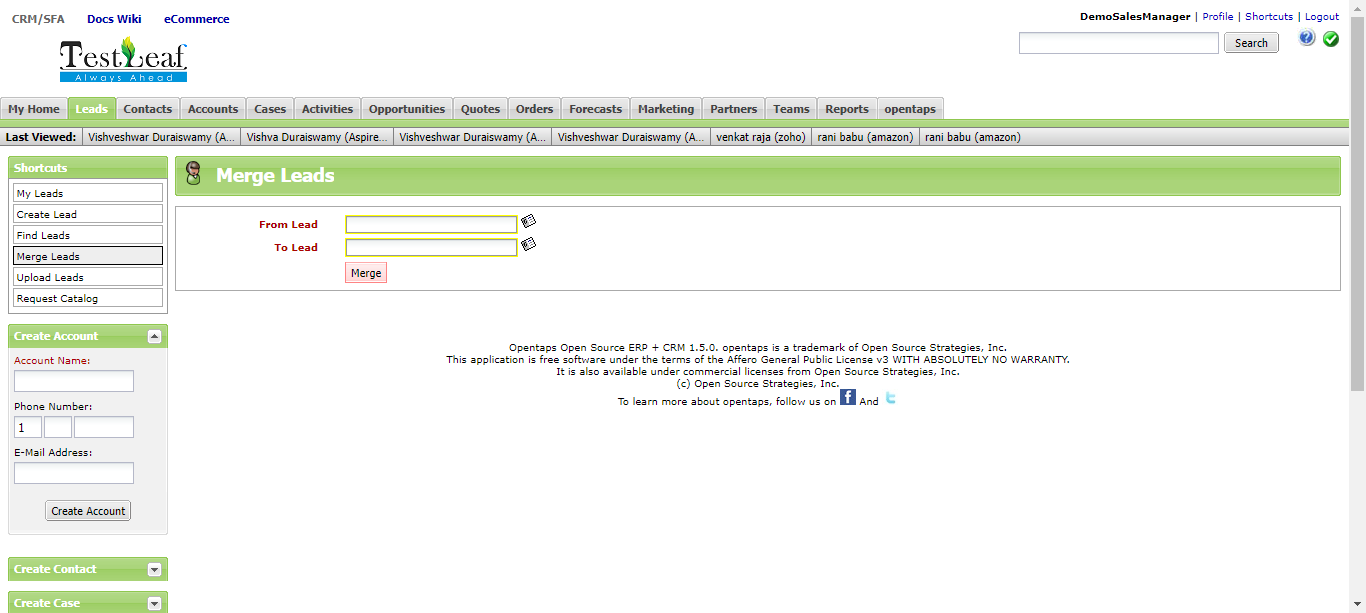 CRM/SFA Docs Wiki eCommerce
DemoSalesManager | Profile | Shortcuts | Logout
TestLeaf
Always Ahead
Search
My Home Leads Contacts Accounts Cases Activities Opportunities Quotes Orders Forecasts Marketing Partners Teams Reports opentaps
Last Viewed: Vishveshwar Duraiswamy (A... Vishva Duraiswamy (Aspire... Vishveshwar Duraiswamy (A... Vishveshwar Duraiswamy (A... venkat raja (zoho) rani babu (amazon) rani babu (amazon)
Shortcuts
My Leads
Create Lead
Find Leads
Merge Leads
Upload Leads
Request Catalog
Create Account
Account Name:
Phone Number:
1
E-Mail Address:
Create Account
Create Contact
Create Case
Merge Leads
From Lead
To Lead
Merge
Opentaps Open Source ERP + CRM 1.5.0. opentaps is a trademark of Open Source Strategies, Inc.
This application is free software under the terms of the Affero General Public License v3 WITH ABSOLUTELY NO WARRANTY.
It is also available under commercial licenses from Open Source Strategies, Inc.
(c) Open Source Strategies, Inc.
To learn more about opentaps, follow us on f And t